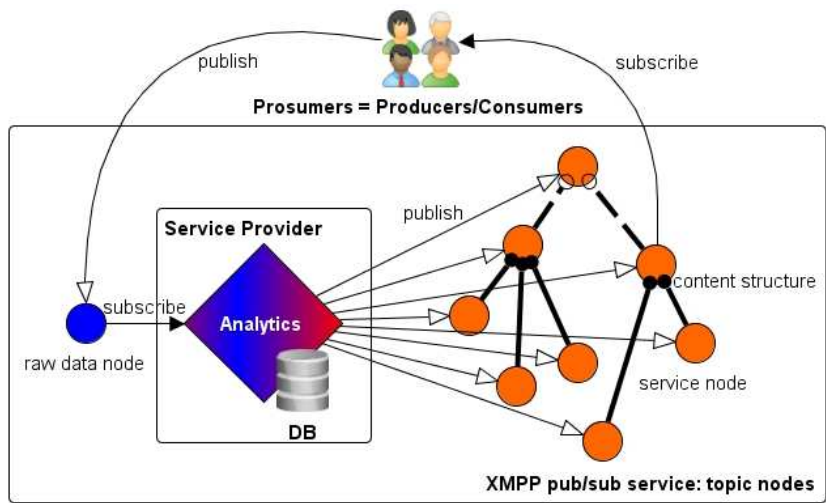 publish
subscribe
Prosumers = Producers/Consumers
publish
Service Provider
content structure
subscribe
Analytics
raw data node
service node
DB
XMPP pub/sub service: topic nodes